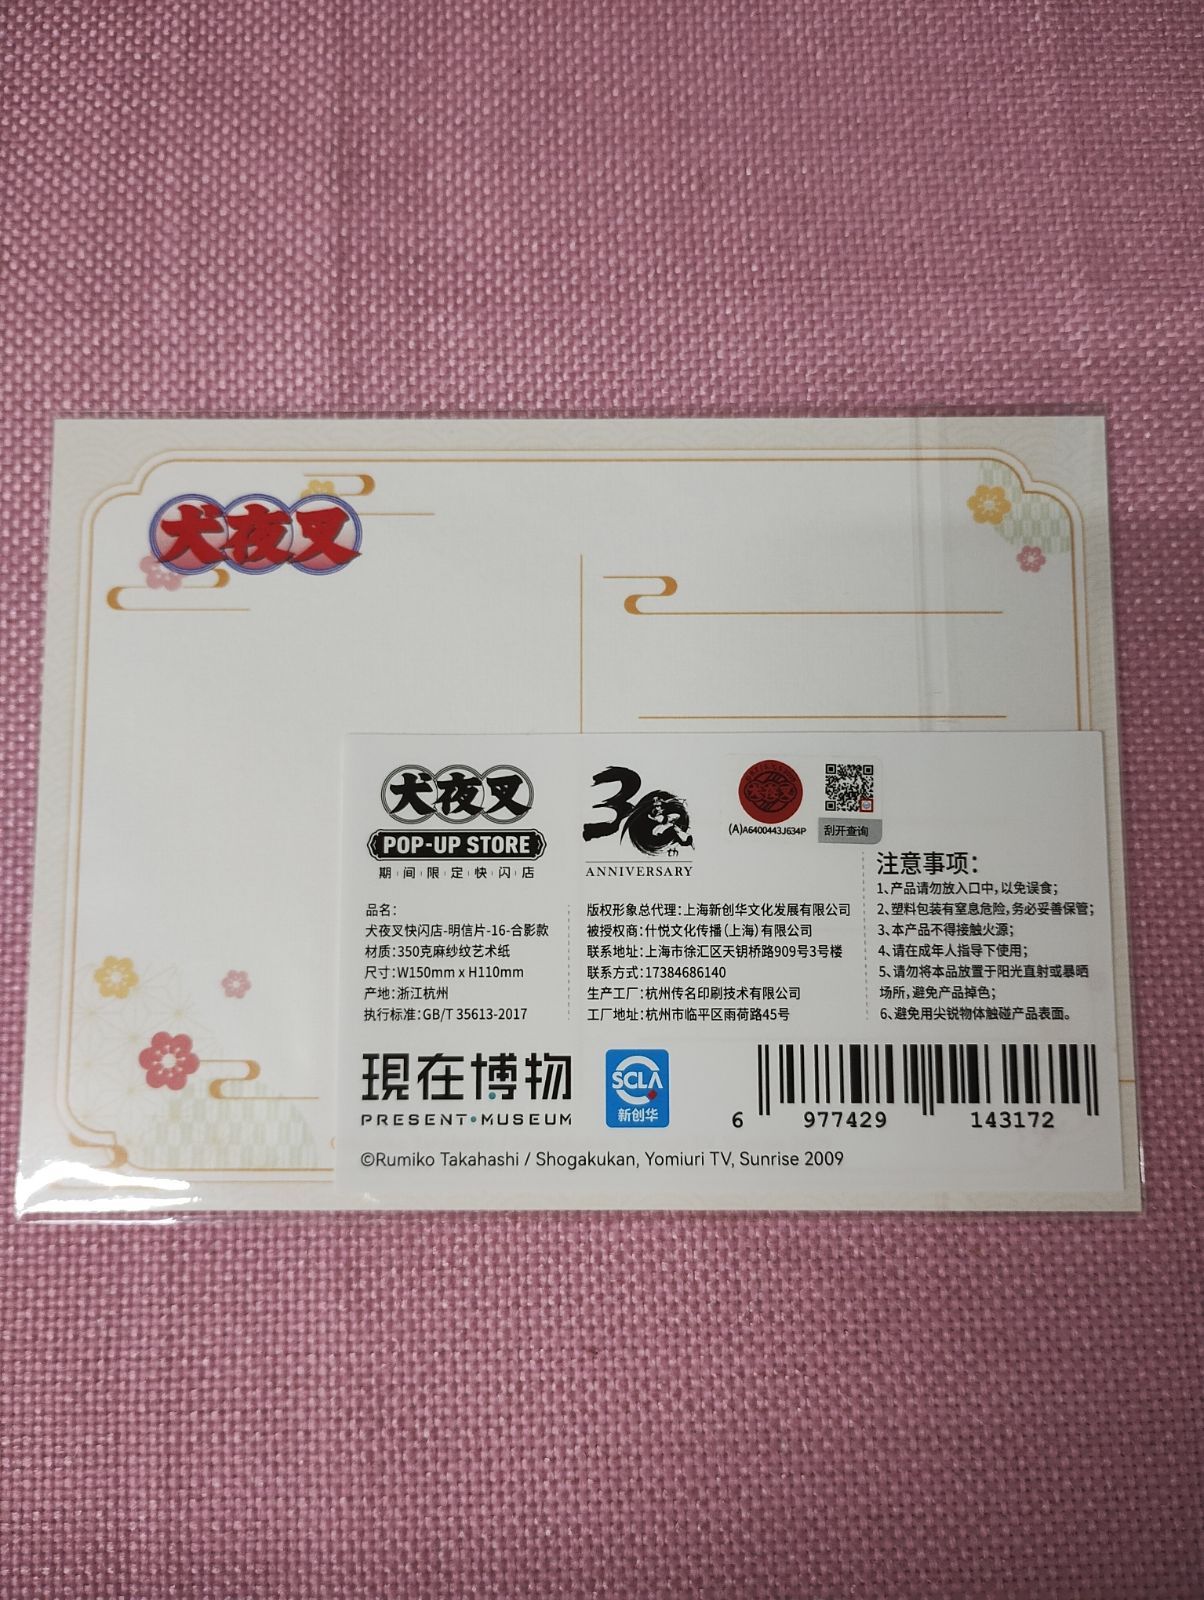 犬夜叉
犬夜叉
POP-UP STORE
期间限定快闪店
30th
ANNIVERSARY
犬夜叉
(A)A6400443J634P
刮开查询
品名：
犬夜叉快闪店-明信片-16-合影款
材质：350克麻纱纹艺术纸
尺寸：W150mm x H110mm
产地：浙江杭州
执行标准：GB/T 35613-2017
版权形象总代理：上海新创华文化发展有限公司
被授权商：什悦文化传播（上海）有限公司
联系地址：上海市徐汇区天钥桥路909号3号楼
联系方式：17384686140
生产工厂：杭州传名印刷技术有限公司
工厂地址：杭州市临平区雨荷路45号
注意事项：
1、产品请勿放入口中，以免误食；
2、塑料包装有窒息危险，务必妥善保管；
3、本产品不得接触火源；
4、请在成年人指导下使用；
5、请勿将本品放置于阳光直射或暴晒
场所，避免产品掉色；
6、避免用尖锐物体触碰产品表面。
現在博物
PRESENT·MUSEUM
SCLA
新创华
6 977429 143172
©Rumiko Takahashi / Shogakukan, Yomiuri TV, Sunrise 2009